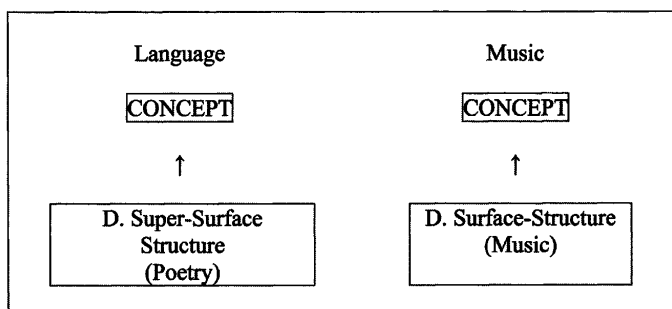 Language
CONCEPT
↑
D. Super-Surface
Structure
(Poetry)
Music
CONCEPT
↑
D. Surface-Structure
(Music)